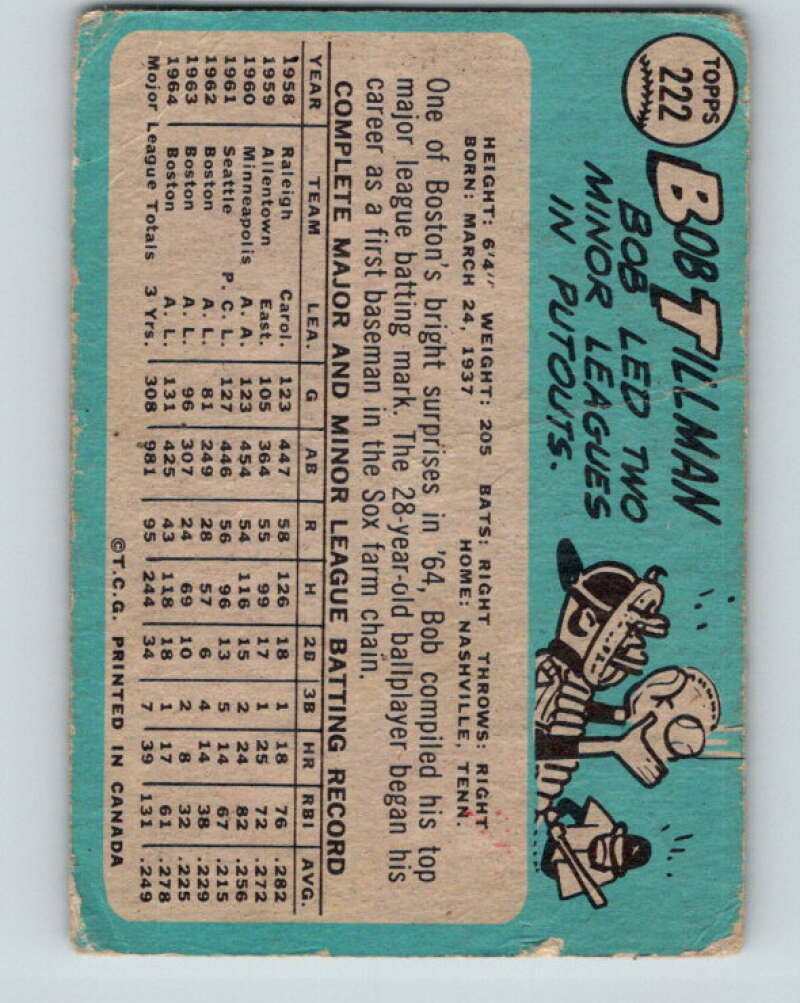 TOPPS
222
BOB TILLMAN
BOB LED TWO
MINOR LEAGUES
IN PUTOUTS.
HEIGHT: 6'4" WEIGHT: 205 BATS: RIGHT THROWS: RIGHT
BORN: MARCH 24, 1937 HOME: NASHVILLE, TENN.
One of Boston's bright surprises in '64, Bob compiled his top
major league batting mark. The 28-year-old ballplayer began his
career as a first baseman in the Sox farm chain.
COMPLETE MAJOR AND MINOR LEAGUE BATTING RECORD
YEAR TEAM LEA. G AB R H 2B 3B HR RBI AVG.
1958 Raleigh Carol. 123 447 58 126 18 1 18 76 .282
1959 Allentown East. 105 364 55 99 17 1 25 72 .272
1960 Minneapolis A. A. 123 454 54 116 15 2 24 82 .256
1961 Seattle P. C. L. 127 446 56 96 13 5 14 67 .215
1962 Boston A. L. 81 249 28 57 6 4 14 38 .229
1963 Boston A. L. 96 307 24 69 10 2 8 32 .225
1964 Boston A. L. 131 425 43 118 18 1 17 61 .278
Major League Totals 3 Yrs. 308 981 95 244 34 7 39 131 .249
©T.C.G. PRINTED IN CANADA